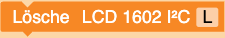 Lösche LCD 1602 I²C L